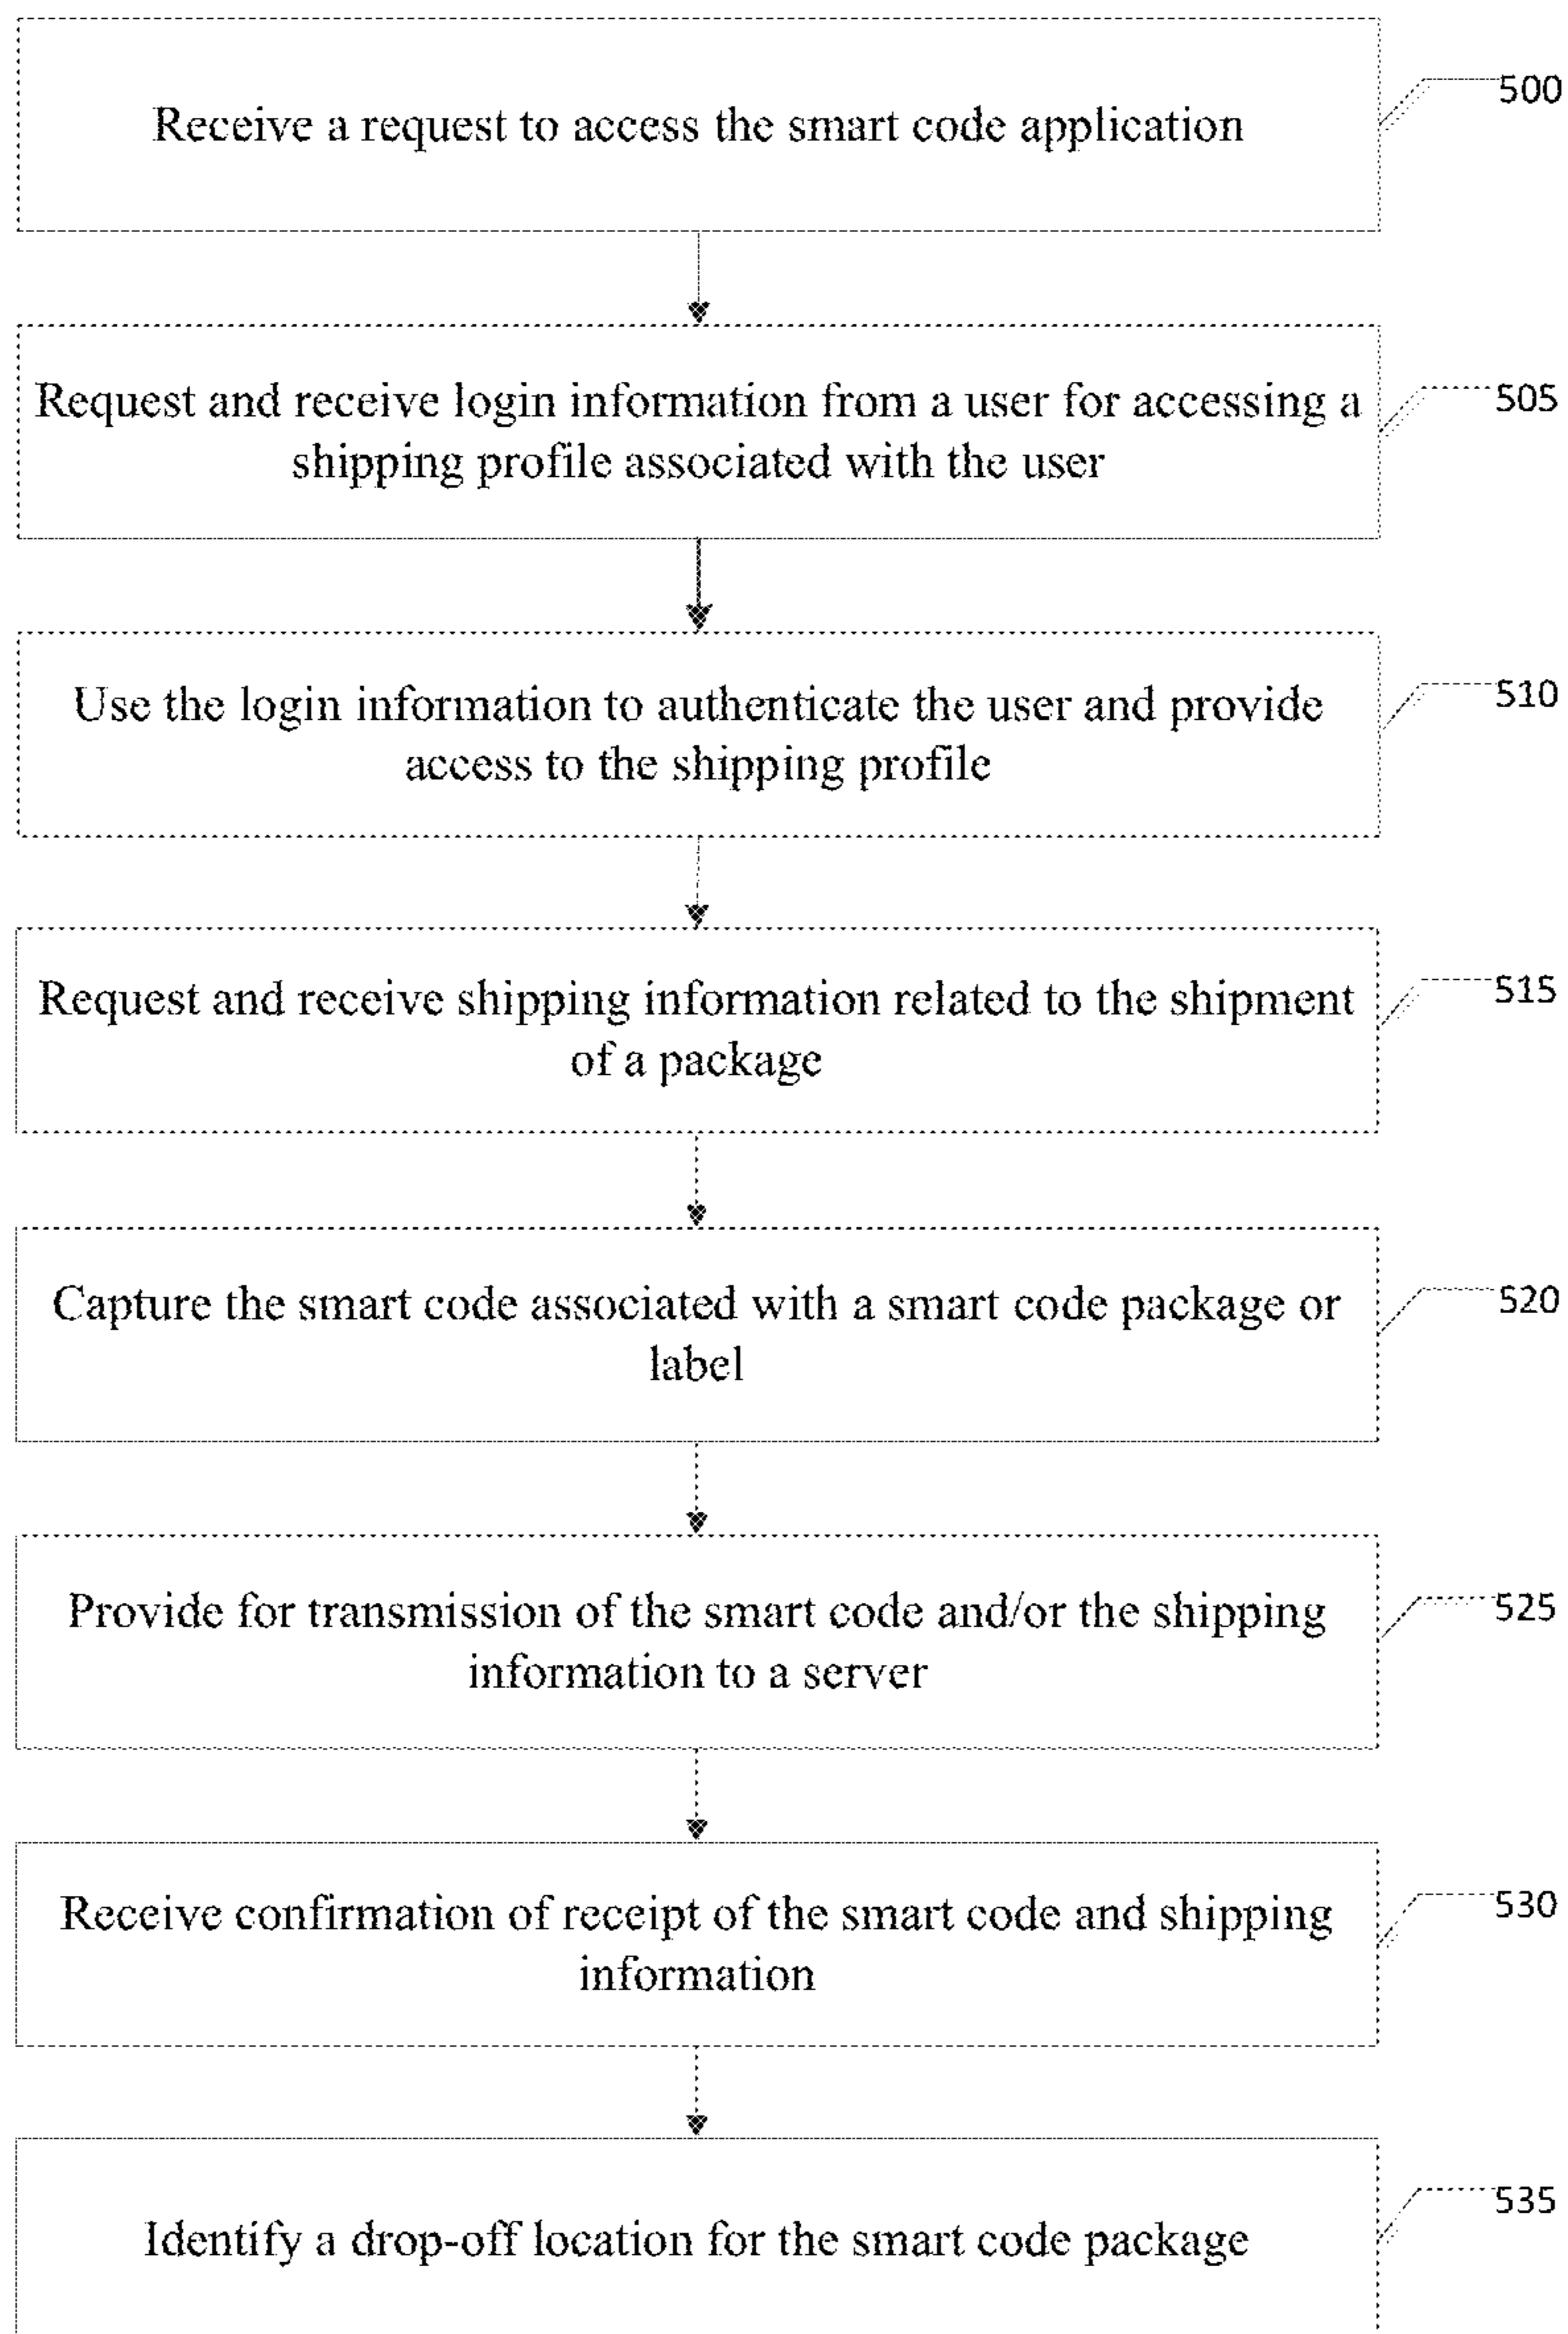 Receive a request to access the smart code application
500
Request and receive login information from a user for accessing a
shipping profile associated with the user
505
Use the login information to authenticate the user and provide
access to the shipping profile
510
Request and receive shipping information related to the shipment
of a package
515
Capture the smart code associated with a smart code package or
label
520
Provide for transmission of the smart code and/or the shipping
information to a server
525
Receive confirmation of receipt of the smart code and shipping
information
530
Identify a drop-off location for the smart code package
535